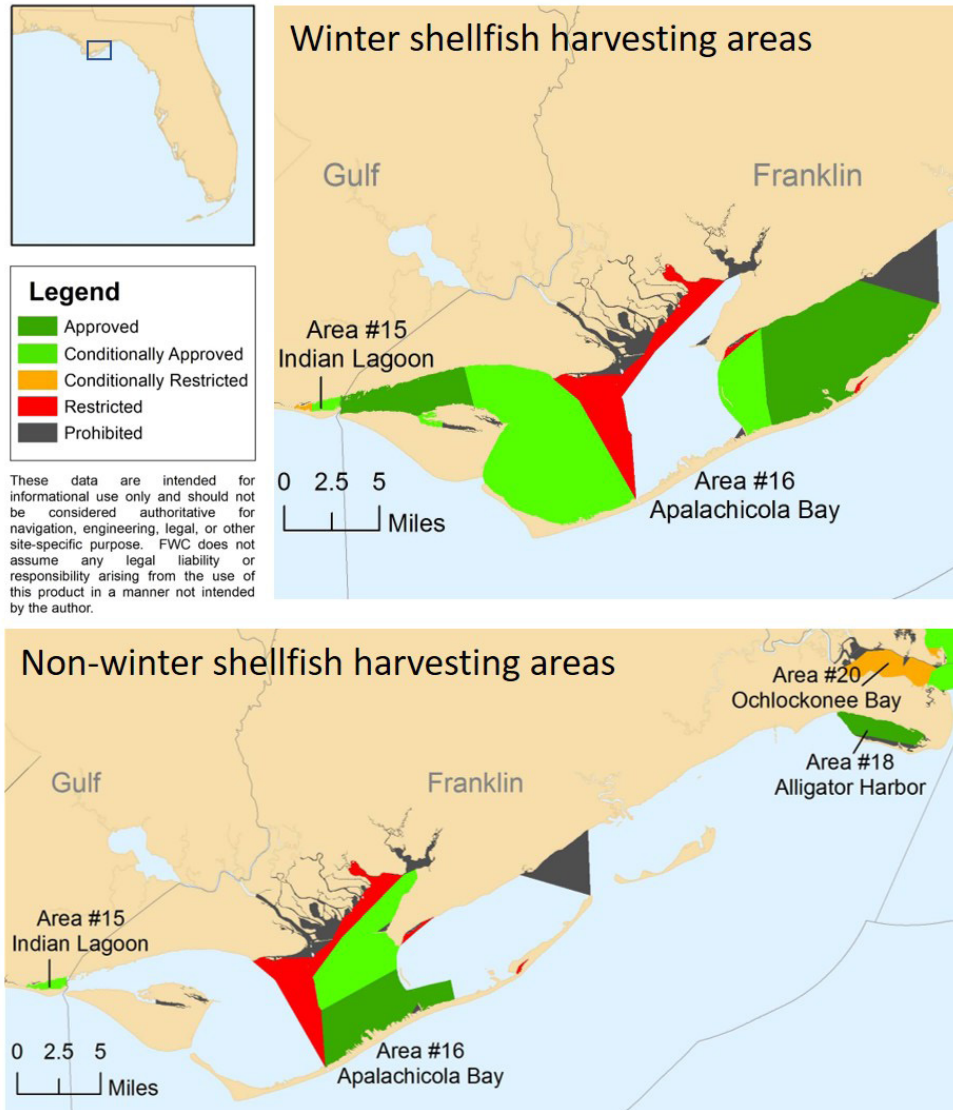 Winter shellfish harvesting areas
Gulf
Franklin
Legend
Approved
Conditionally Approved
Conditionally Restricted
Restricted
Prohibited
Area #15
Indian Lagoon
These data are intended for
informational use only and should not
be considered authoritative for
navigation, engineering, legal, or other
site-specific purpose. FWC does not
assume any legal liability or
responsibility arising from the use of
this product in a manner not intended
by the author.
0 2.5 5
Miles
Area #16
Apalachicola Bay
Non-winter shellfish harvesting areas
Area #20
Ochlockonee Bay
Area #18
Alligator Harbor
Gulf
Franklin
Area #15
Indian Lagoon
0 2.5 5
Miles
Area #16
Apalachicola Bay